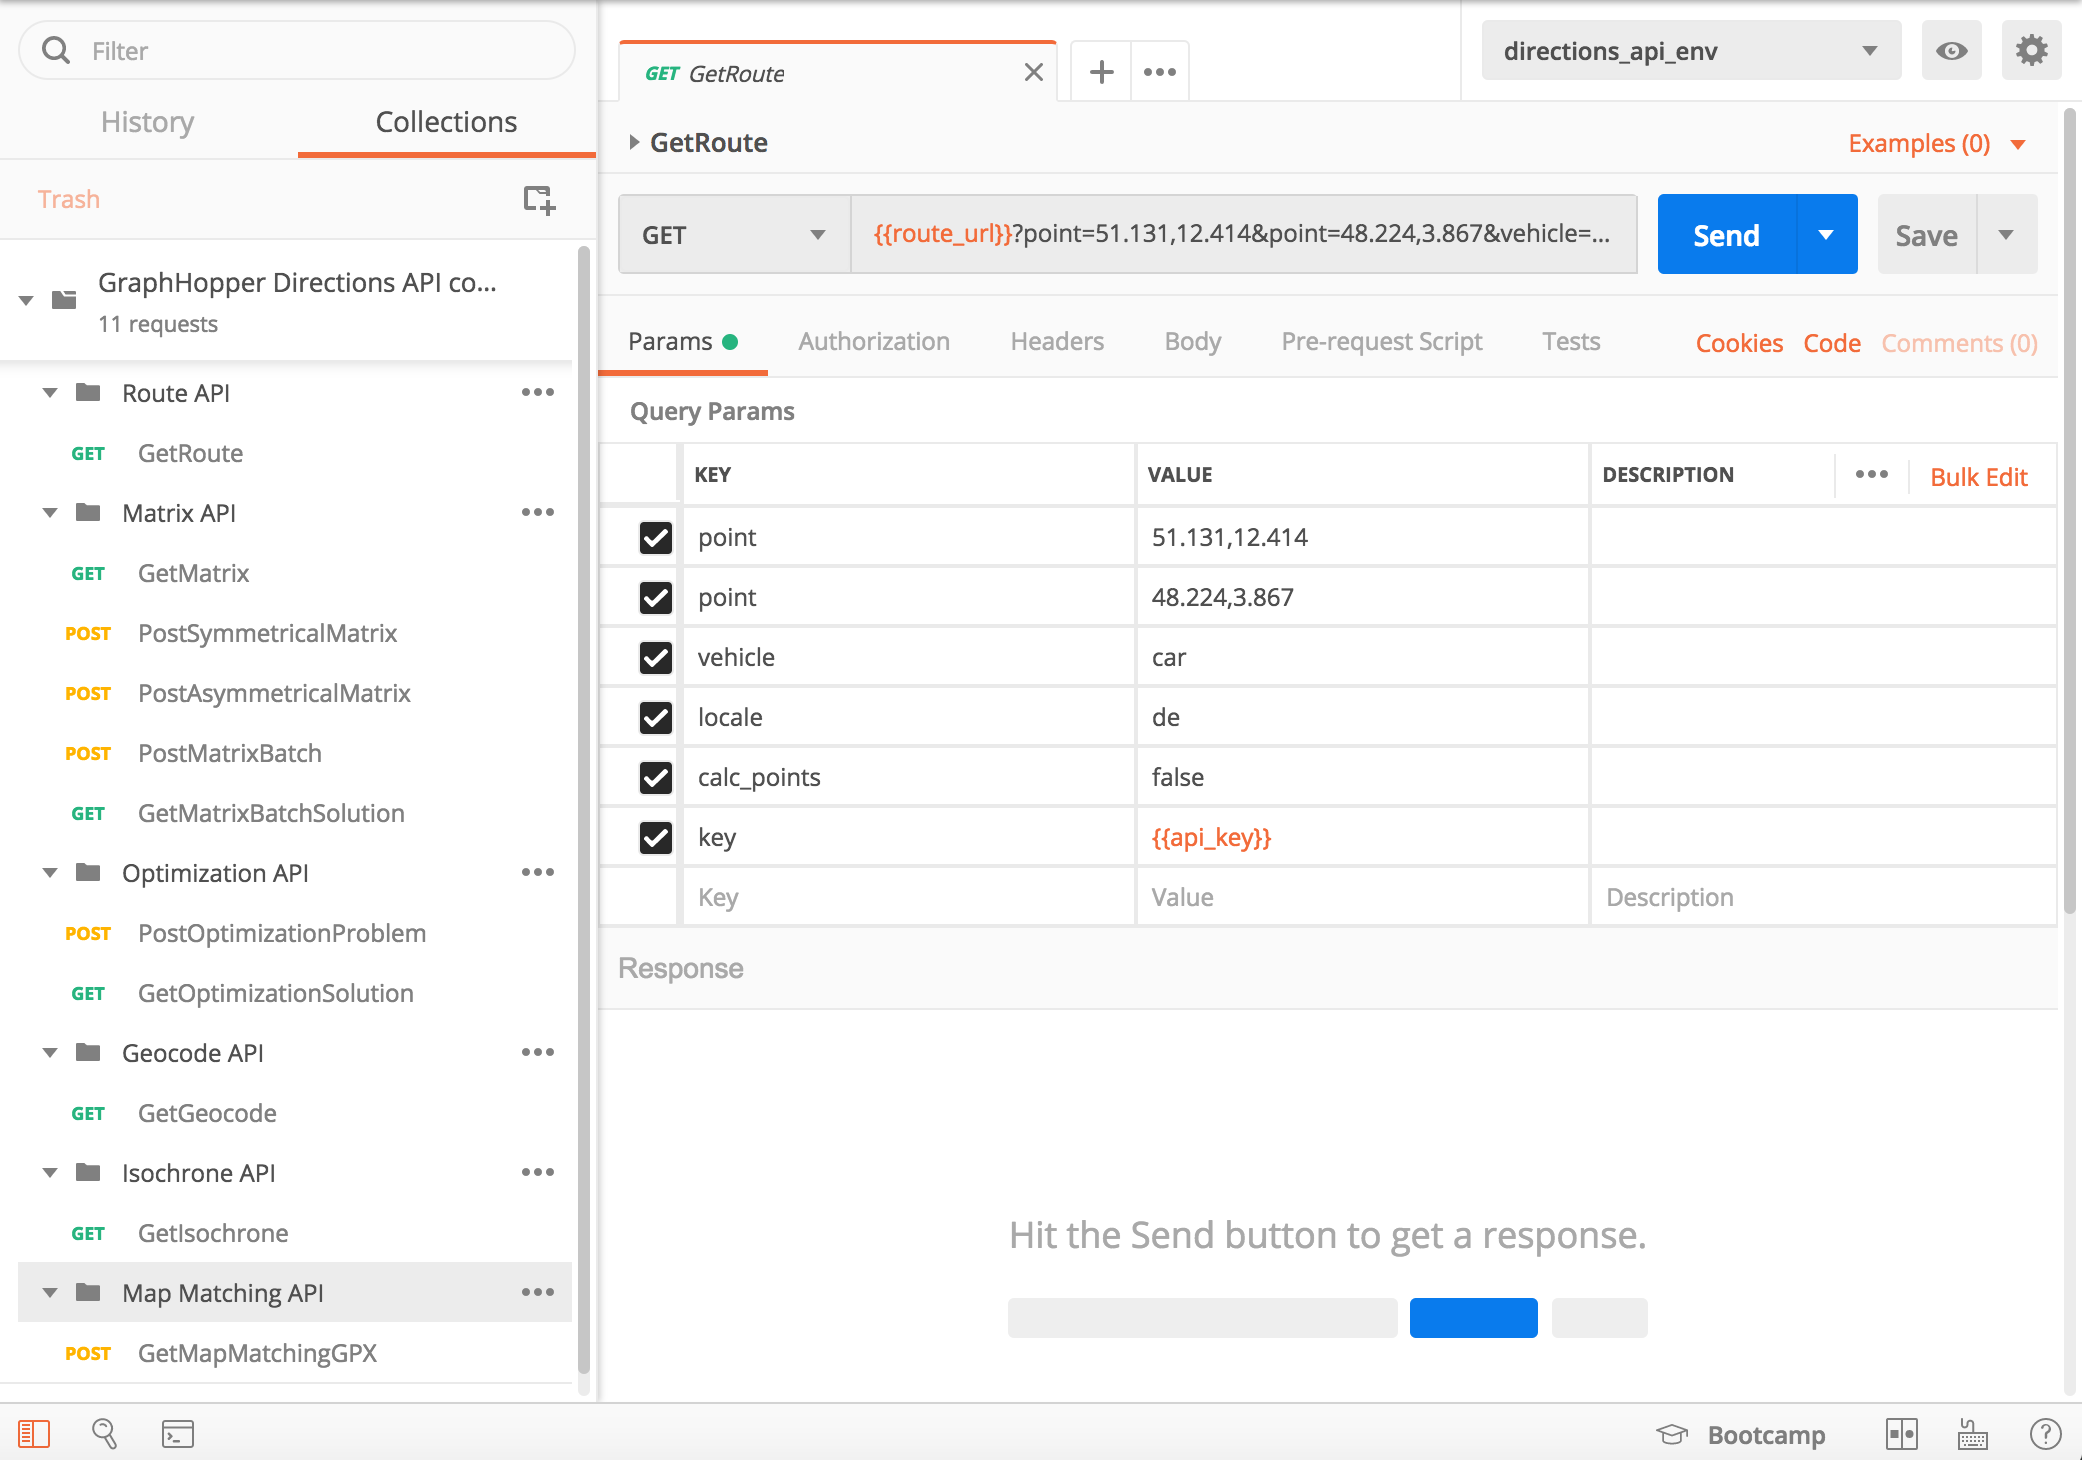 Filter
History
Collections
Trash
GraphHopper Directions API co...
11 requests
Route API
GET GetRoute
Matrix API
GET GetMatrix
POST PostSymmetricalMatrix
POST PostAsymmetricalMatrix
POST PostMatrixBatch
GET GetMatrixBatchSolution
Optimization API
POST PostOptimizationProblem
GET GetOptimizationSolution
Geocode API
GET GetGeocode
Isochrone API
GET GetIsochrone
Map Matching API
POST GetMapMatchingGPX
GET GetRoute
directions_api_env
GetRoute
Examples (0)
GET
{{route_url}}?point=51.131,12.414&point=48.224,3.867&vehicle=...
Send
Save
Params
Authorization
Headers
Body
Pre-request Script
Tests
Cookies
Code
Comments (0)
Query Params
KEY VALUE DESCRIPTION Bulk Edit
point 51.131,12.414
point 48.224,3.867
vehicle car
locale de
calc_points false
key {{api_key}}
Key Value Description
Response
Hit the Send button to get a response.
Bootcamp